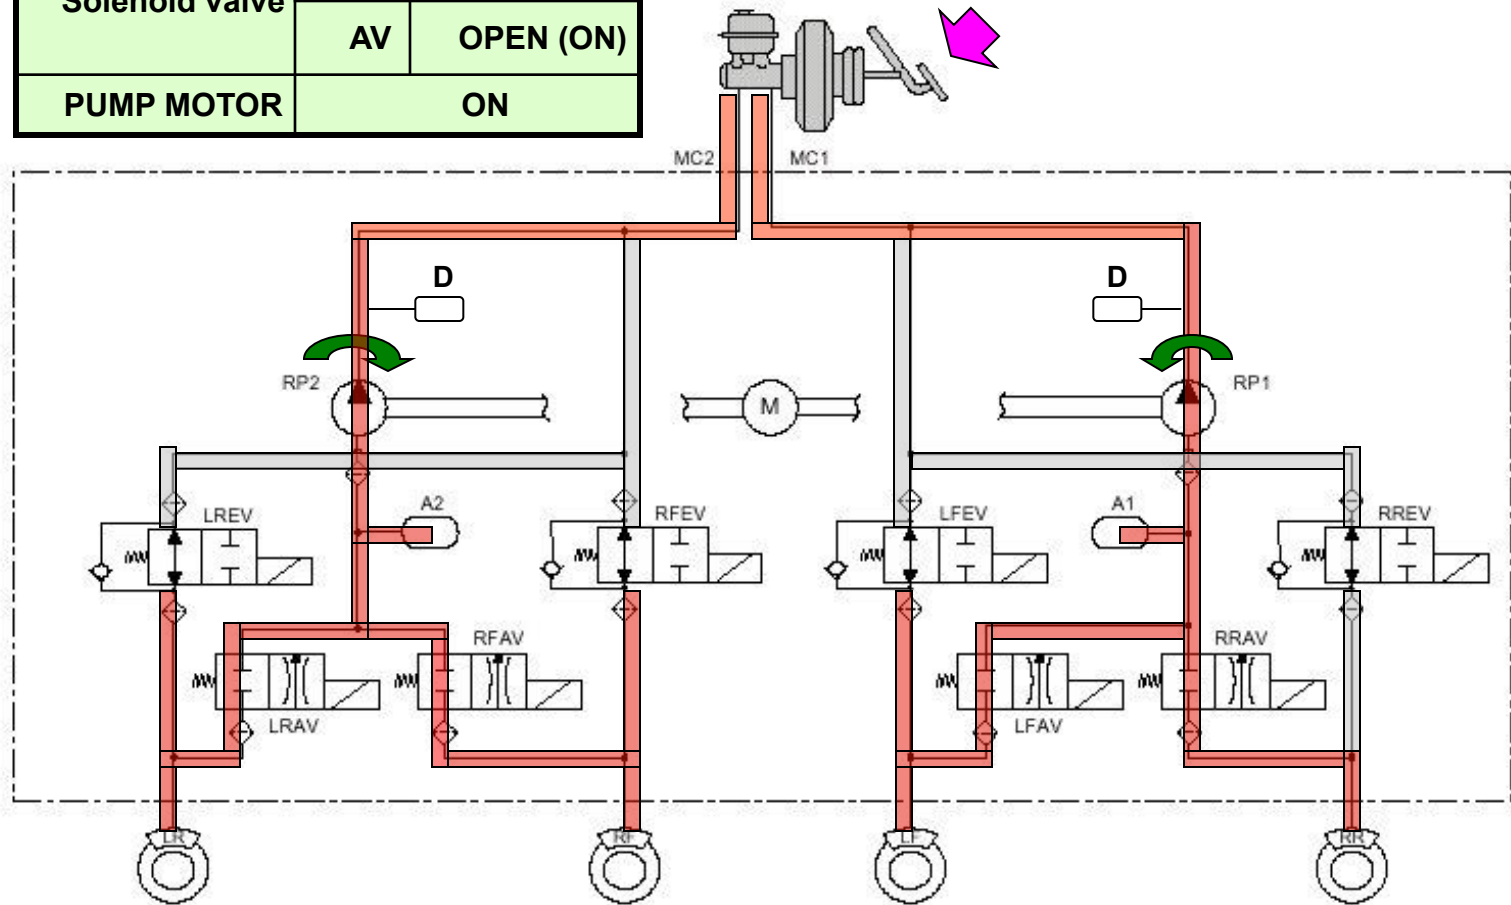 Solenoid Valve
AV OPEN (ON)
PUMP MOTOR ON
MC2 MC1
D D
RP2 RP1
M
A2 A1
LREV RFEV LFEV RREV
RFAV RRAV
LRAV LFAV
LR RF LF RR